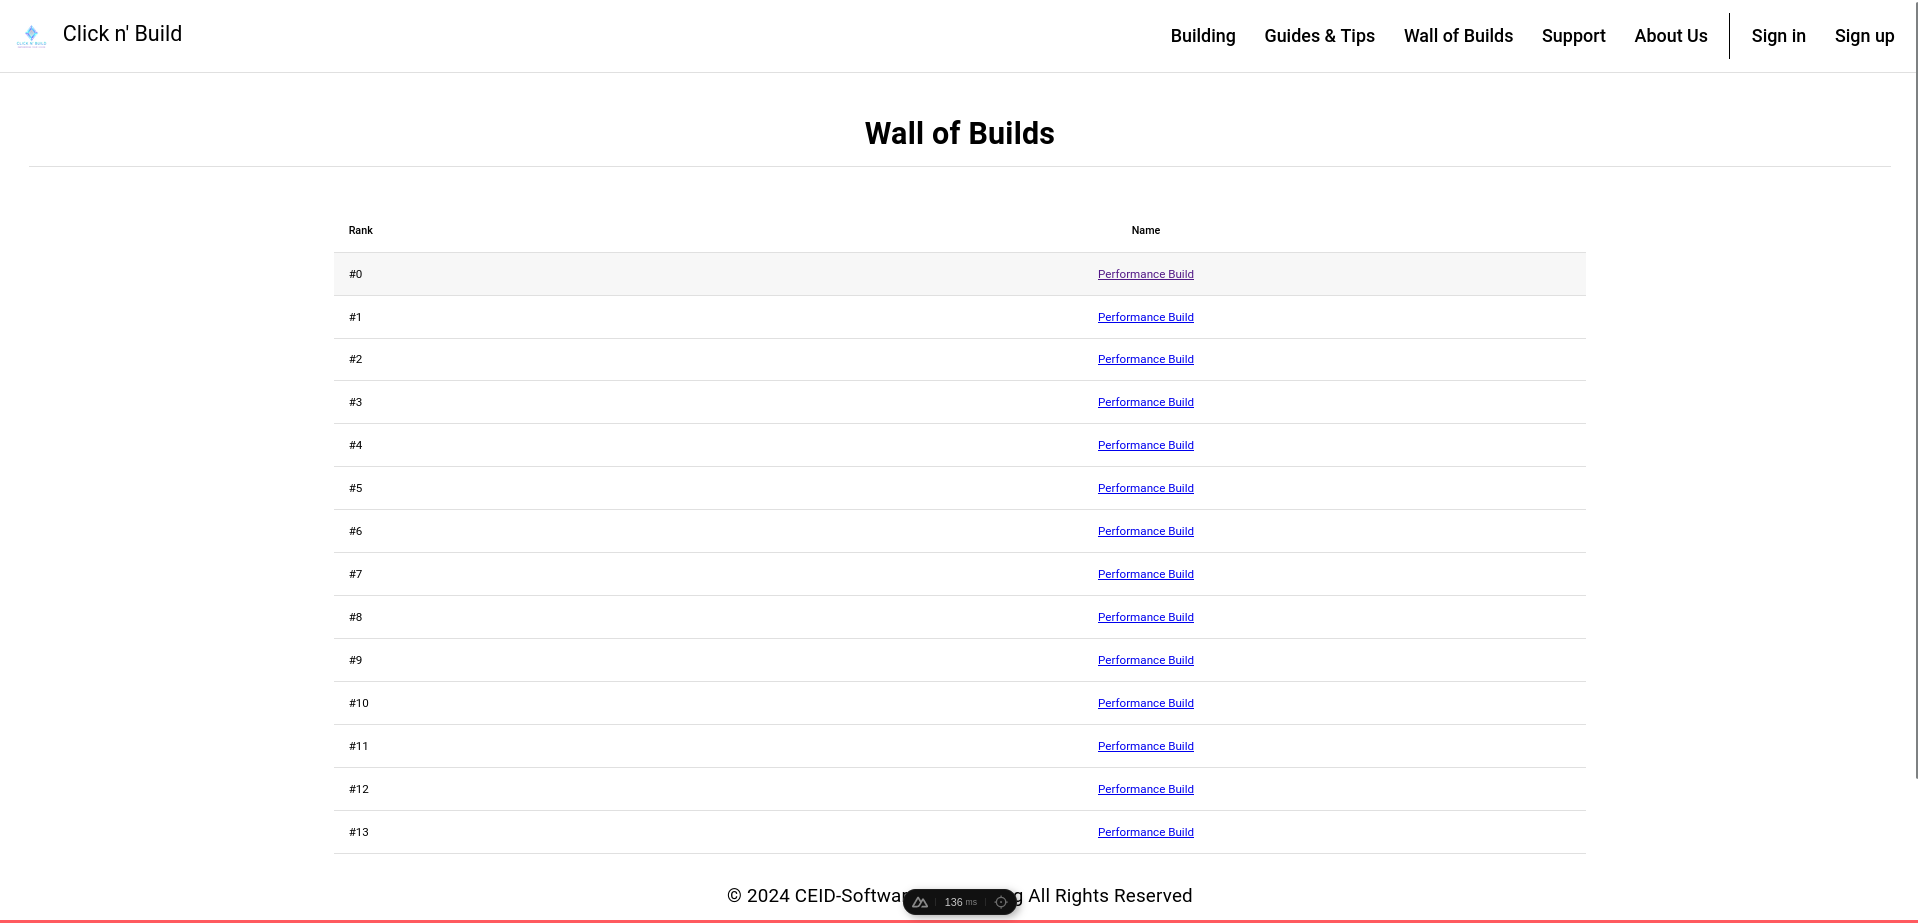 Click n' Build
Building Guides & Tips Wall of Builds Support About Us Sign in Sign up
Wall of Builds
Rank Name
#0 Performance Build
#1 Performance Build
#2 Performance Build
#3 Performance Build
#4 Performance Build
#5 Performance Build
#6 Performance Build
#7 Performance Build
#8 Performance Build
#9 Performance Build
#10 Performance Build
#11 Performance Build
#12 Performance Build
#13 Performance Build
© 2024 CEID-Softwar g All Rights Reserved
136 ms